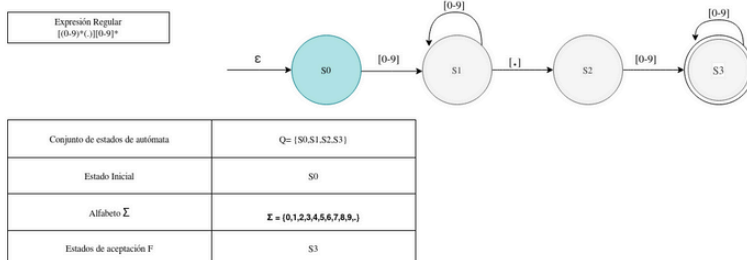 Expresión Regular
[(0-9)*(.)][0-9]*
[0-9]
[0-9]
ε
S0
[0-9]
S1
[.]
S2
[0-9]
S3
Conjunto de estados de autómata
Q= {S0,S1,S2,S3}
Estado Inicial
S0
Alfabeto Σ
Σ = {0,1,2,3,4,5,6,7,8,9,.}
Estados de aceptación F
S3